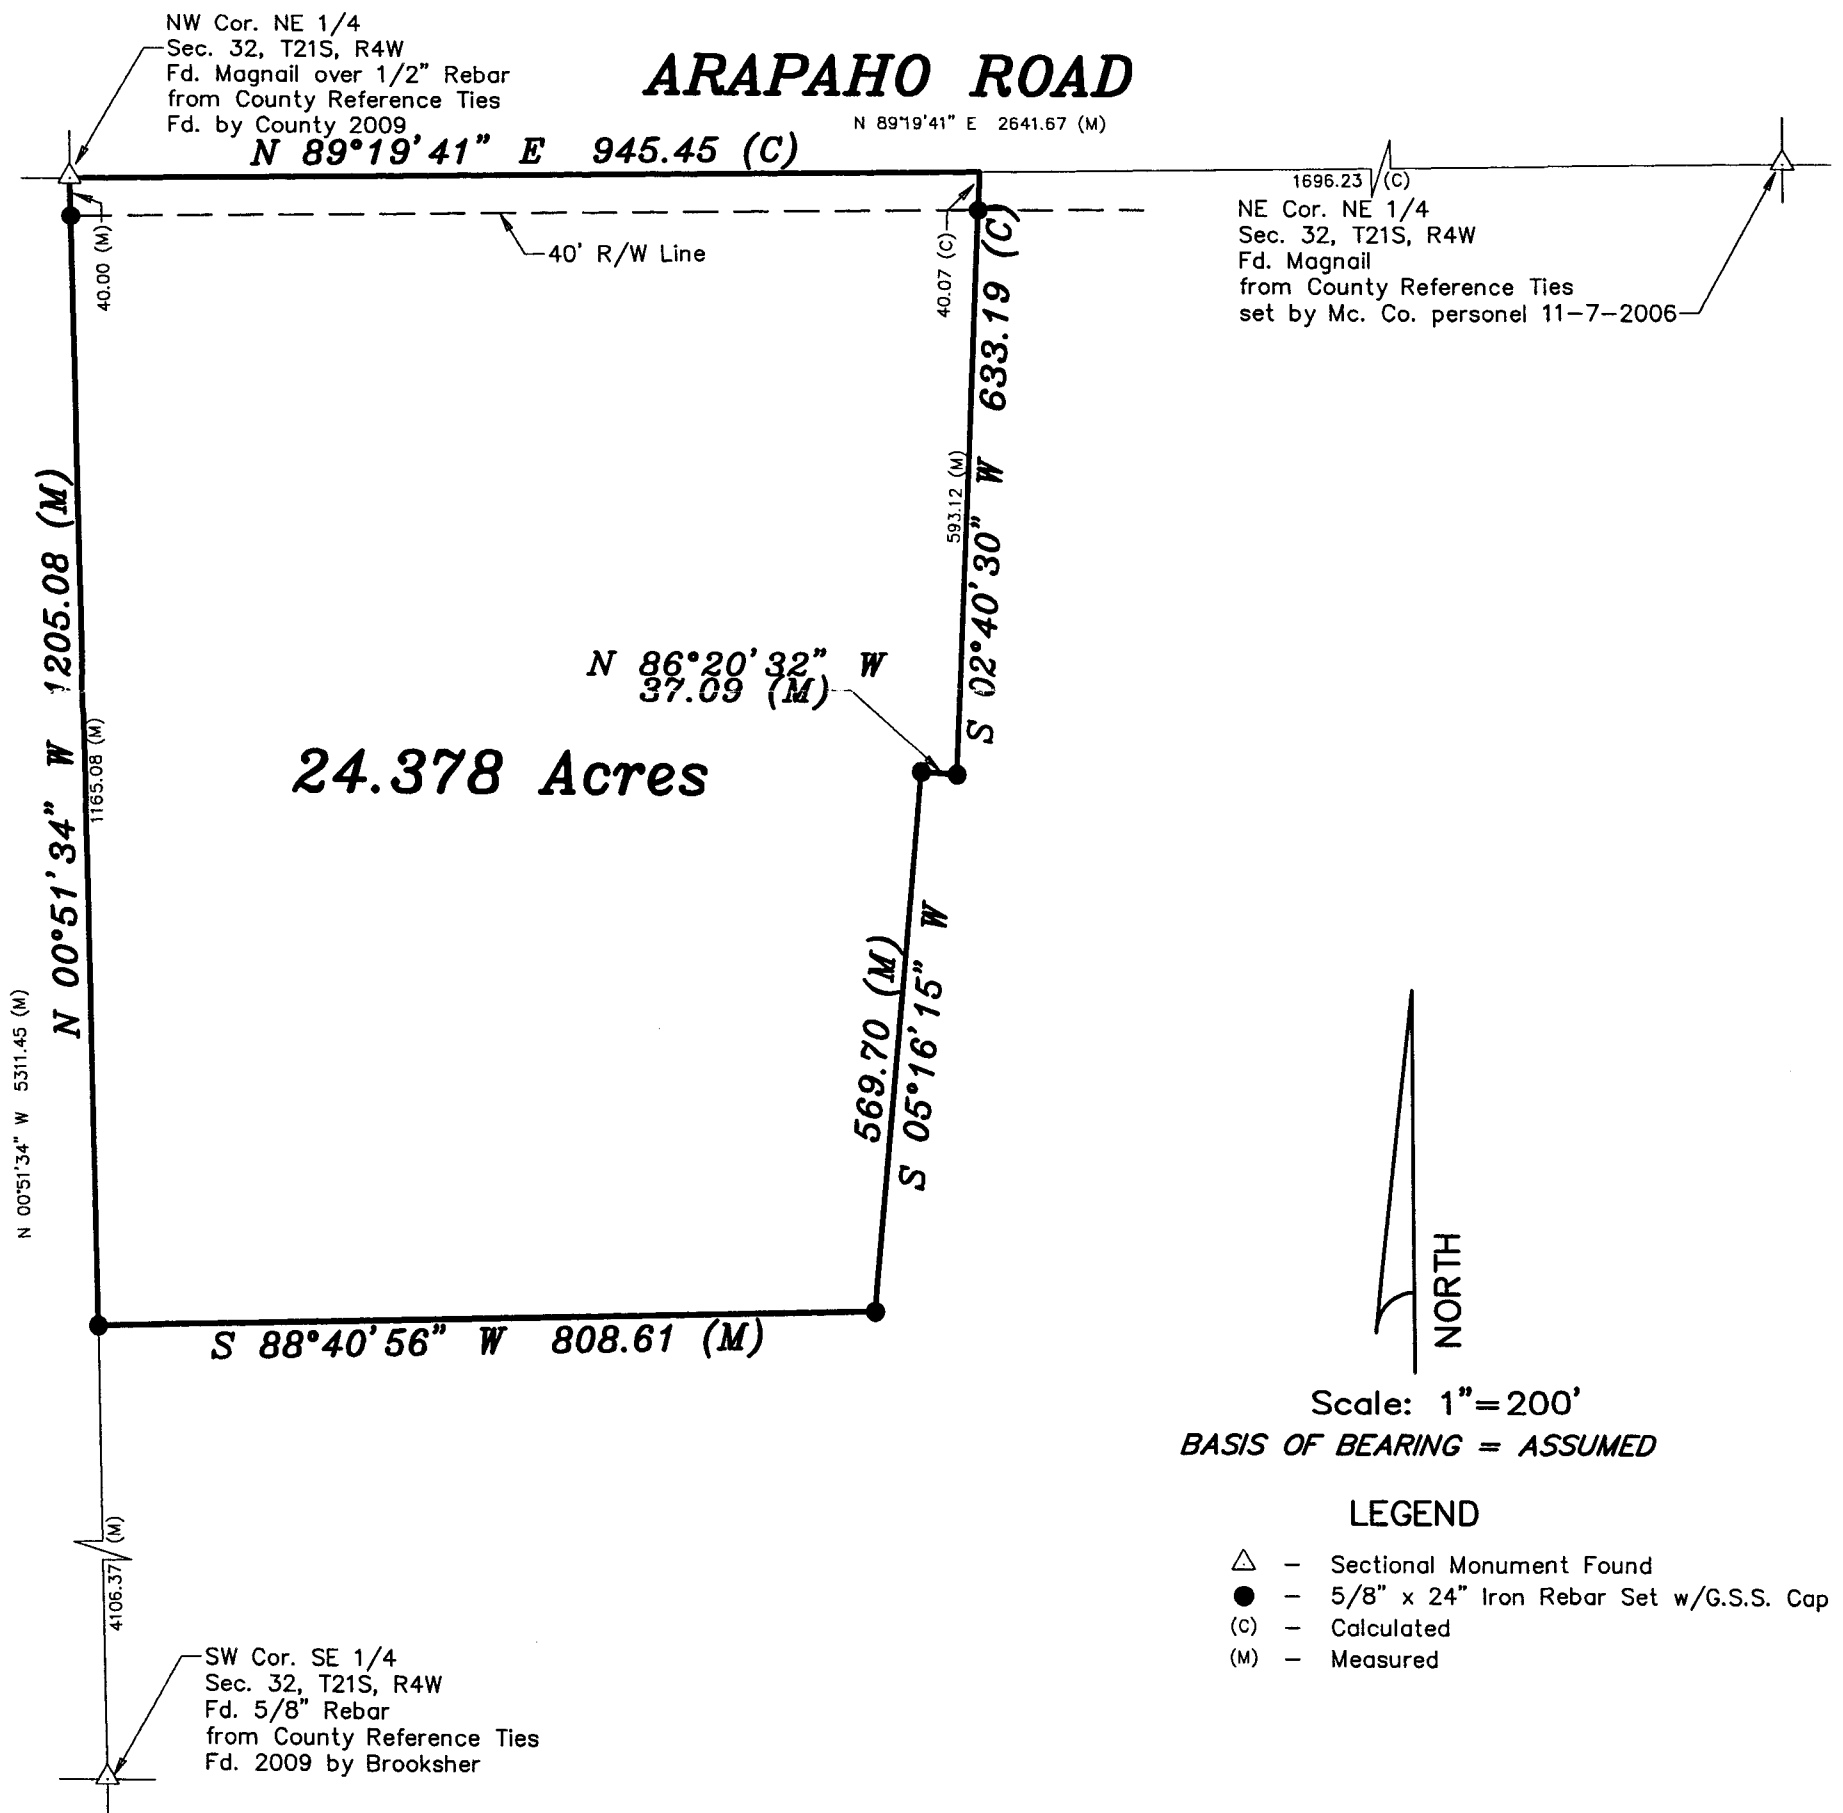 NW Cor. NE 1/4
Sec. 32, T21S, R4W
Fd. Magnail over 1/2" Rebar
from County Reference Ties
Fd. by County 2009
ARAPAHO ROAD
N 89°19'41" E 2641.67 (M)
N 89°19'41" E 945.45 (C)
1696.23 (C)
NE Cor. NE 1/4
Sec. 32, T21S, R4W
Fd. Magnail
from County Reference Ties
set by Mc. Co. personel 11-7-2006
40.00 (M)
40' R/W Line
40.07 (C)
S 02°40'30" W 633.19 (C)
593.12 (M)
N 00°51'34" W 1205.08 (M)
1165.08 (M)
N 86°20'32" W
37.09 (M)
24.378 Acres
569.70 (M)
S 05°16'15" W
N 00°51'34" W 5311.45 (M)
S 88°40'56" W 808.61 (M)
NORTH
Scale: 1"=200'
BASIS OF BEARING = ASSUMED
LEGEND
- Sectional Monument Found
- 5/8" x 24" Iron Rebar Set w/G.S.S. Cap
(C) - Calculated
(M) - Measured
4106.37 (M)
SW Cor. SE 1/4
Sec. 32, T21S, R4W
Fd. 5/8" Rebar
from County Reference Ties
Fd. 2009 by Brooksher